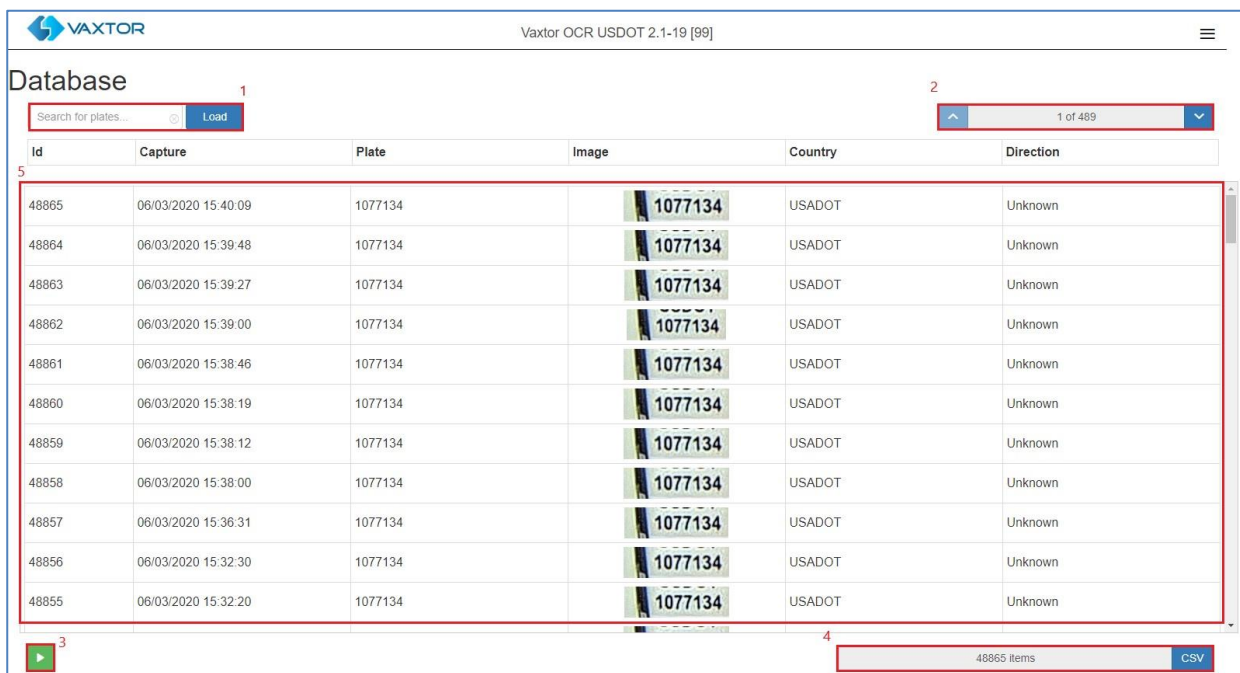 VAXTOR
Vaxtor OCR USDOT 2.1-19 [99]
Database
1
2
Search for plates...
Load
1 of 489
Id Capture Plate Image Country Direction
5
48865 06/03/2020 15:40:09 1077134 1077134 USADOT Unknown
48864 06/03/2020 15:39:48 1077134 1077134 USADOT Unknown
48863 06/03/2020 15:39:27 1077134 1077134 USADOT Unknown
48862 06/03/2020 15:39:00 1077134 1077134 USADOT Unknown
48861 06/03/2020 15:38:46 1077134 1077134 USADOT Unknown
48860 06/03/2020 15:38:19 1077134 1077134 USADOT Unknown
48859 06/03/2020 15:38:12 1077134 1077134 USADOT Unknown
48858 06/03/2020 15:38:00 1077134 1077134 USADOT Unknown
48857 06/03/2020 15:36:31 1077134 1077134 USADOT Unknown
48856 06/03/2020 15:32:30 1077134 1077134 USADOT Unknown
48855 06/03/2020 15:32:20 1077134 1077134 USADOT Unknown
3
4
48865 items
CSV